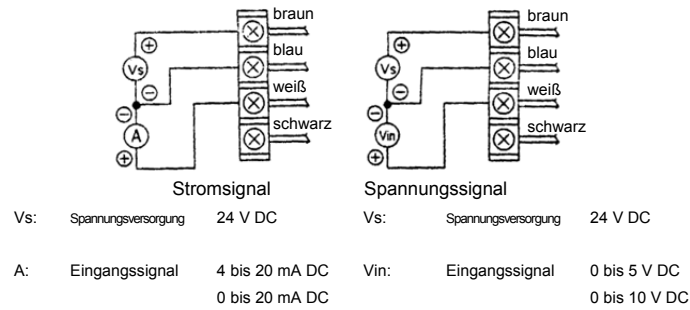 braun
blau
weiß
schwarz
Vs
A
braun
blau
weiß
schwarz
Vs
Vin
Stromsignal
Spannungssignal
Vs: Spannungsversorgung 24 V DC
Vs: Spannungsversorgung 24 V DC
A: Eingangssignal 4 bis 20 mA DC
0 bis 20 mA DC
Vin: Eingangssignal 0 bis 5 V DC
0 bis 10 V DC